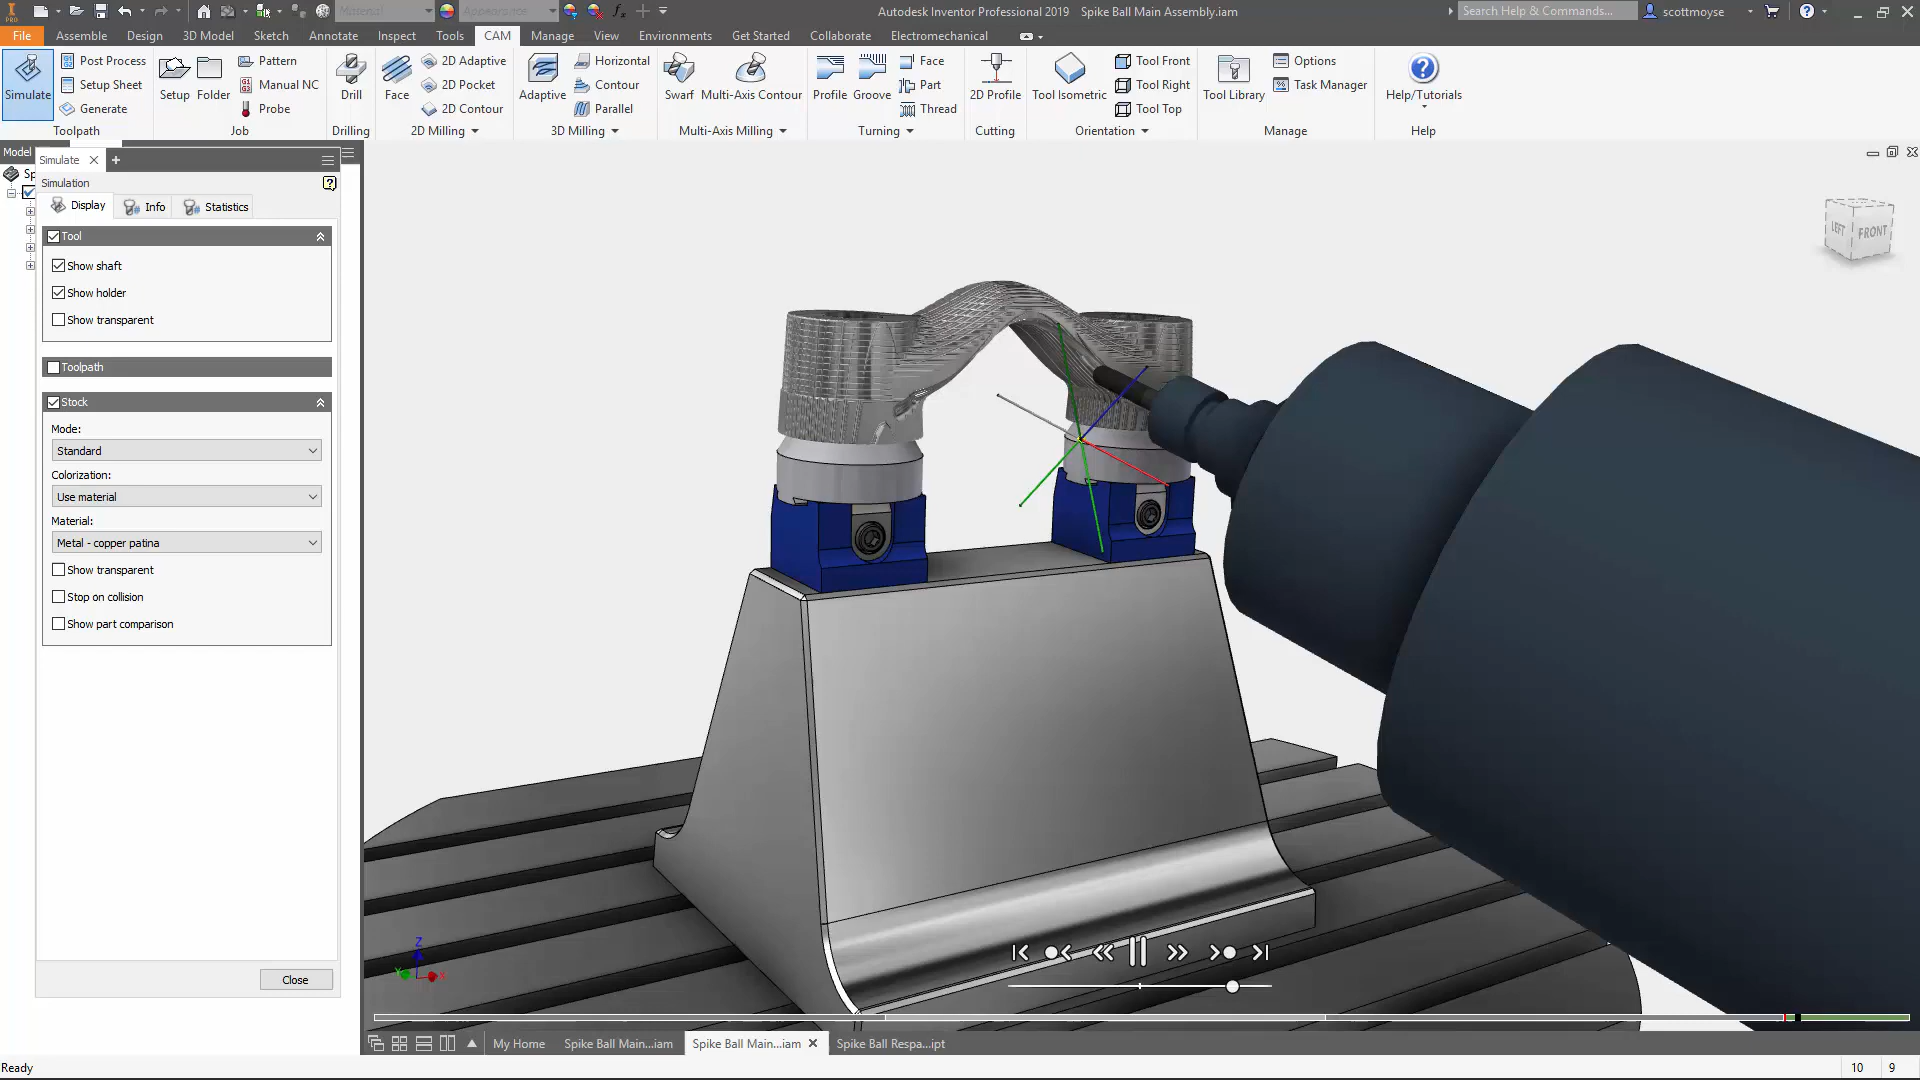 PRO
Material
Appearance
Autodesk Inventor Professional 2019 Spike Ball Main Assembly.iam
Search Help & Commands...
scottmoyse
File Assemble Design 3D Model Sketch Annotate Inspect Tools CAM Manage View Environments Get Started Collaborate Electromechanical
Simulate
Post Process
Setup Sheet
Generate
Toolpath
Setup
Folder
Pattern
Manual NC
Probe
Job
Drill
Drilling
Face
2D Adaptive
2D Pocket
2D Contour
2D Milling
Adaptive
Horizontal
Contour
Parallel
3D Milling
Swarf
Multi-Axis Contour
Multi-Axis Milling
Profile
Groove
Face
Part
Thread
Turning
2D Profile
Cutting
Tool Isometric
Tool Front
Tool Right
Tool Top
Orientation
Tool Library
Options
Task Manager
Manage
Help/Tutorials
Help
Model
Simulate
Sp
Simulation
Display Info Statistics
Tool
Show shaft
Show holder
Show transparent
Toolpath
Stock
Mode:
Standard
Colorization:
Use material
Material:
Metal - copper patina
Show transparent
Stop on collision
Show part comparison
Close
LEFT FRONT
Z
Y X
My Home Spike Ball Main...iam Spike Ball Main...iam Spike Ball Respa...ipt
Ready
10 9